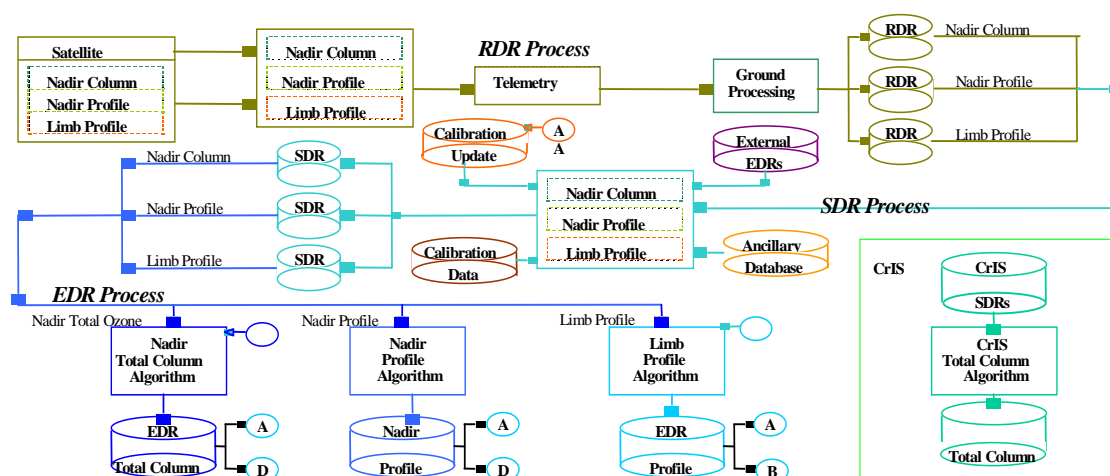 RDR Process
Satellite
Nadir Column
Nadir Profile
Limb Profile
Nadir Column
Nadir Profile
Limb Profile
Telemetry
Ground
Processing
RDR
Nadir Column
RDR
Nadir Profile
RDR
Limb Profile
Calibration
Update
A
A
External
EDRs
Nadir Column
SDR
Nadir Profile
SDR
Limb Profile
SDR
Nadir Column
Nadir Profile
Limb Profile
SDR Process
Calibration
Data
Ancillary
Database
EDR Process
Nadir Total Ozone
Nadir
Total Column
Algorithm
EDR
Total Column
A
D
Nadir Profile
Nadir
Profile
Algorithm
Nadir
Profile
A
D
Limb Profile
Limb
Profile
Algorithm
EDR
Profile
A
B
CrIS
CrIS
SDRs
CrIS
Total Column
Algorithm
Total Column